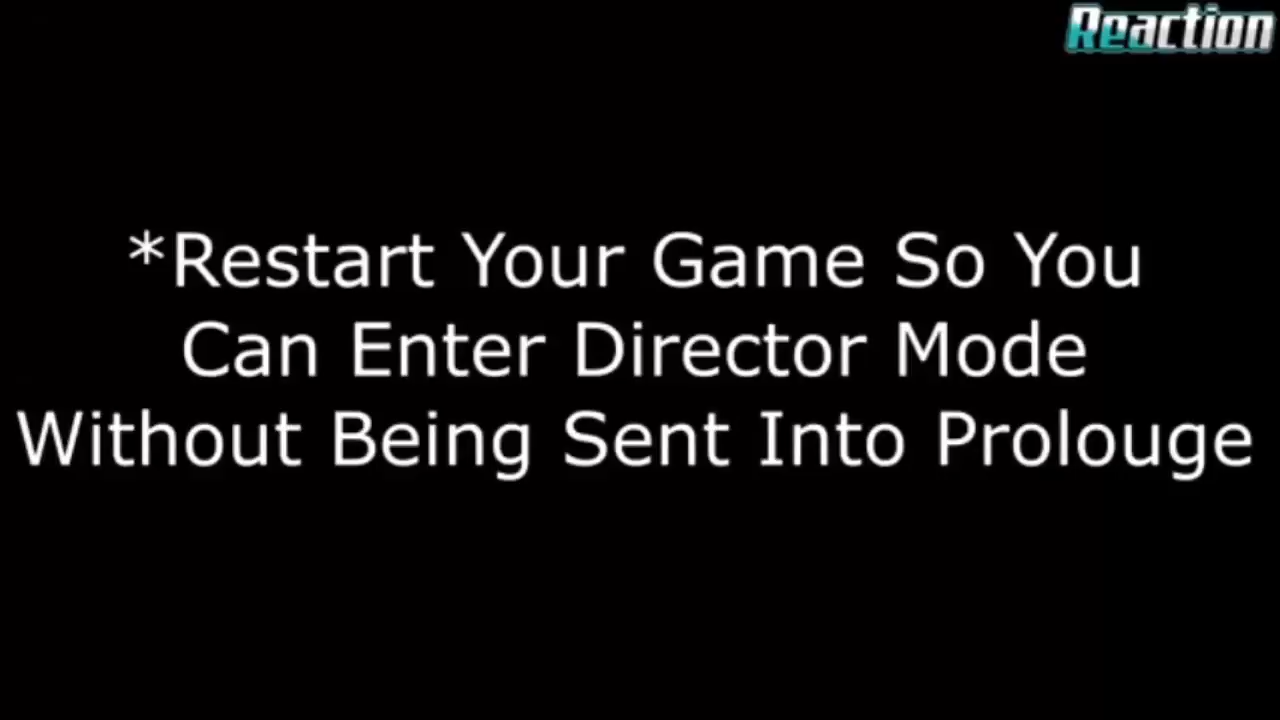 Reaction
*Restart Your Game So You
Can Enter Director Mode
Without Being Sent Into Prolouge